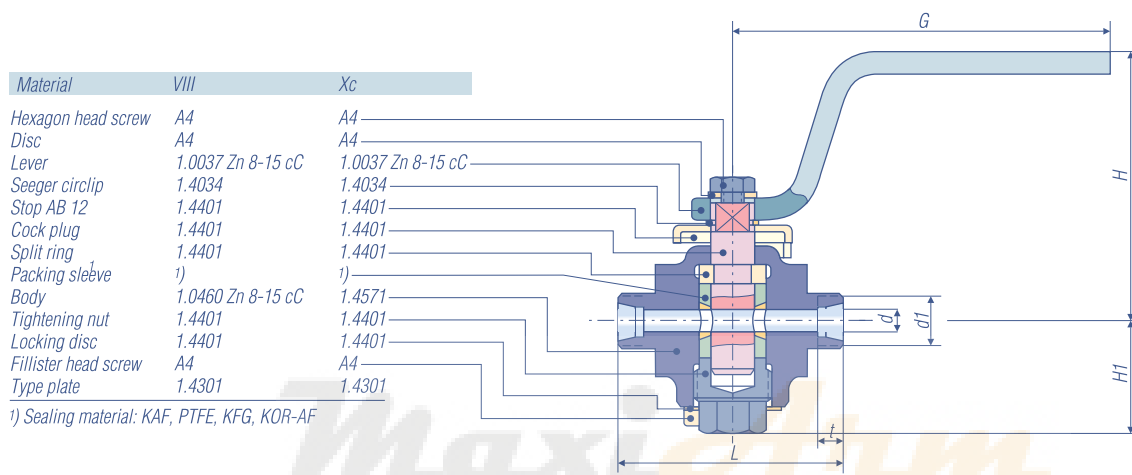 G
Material VIII Xc
Hexagon head screw A4 A4
Disc A4 A4
Lever 1.0037 Zn 8-15 cC 1.0037 Zn 8-15 cC
Seeger circlip 1.4034 1.4034
Stop AB 12 1.4401 1.4401
Cock plug 1.4401 1.4401
Split ring 1.4401 1.4401
1
Packing sleeve 1) 1)
Body 1.0460 Zn 8-15 cC 1.4571
Tightening nut 1.4401 1.4401
Locking disc 1.4401 1.4401
Fillister head screw A4 A4
Type plate 1.4301 1.4301
1) Sealing material: KAF, PTFE, KFG, KOR-AF
H
d
d1
H1
t
L
MaxiArm